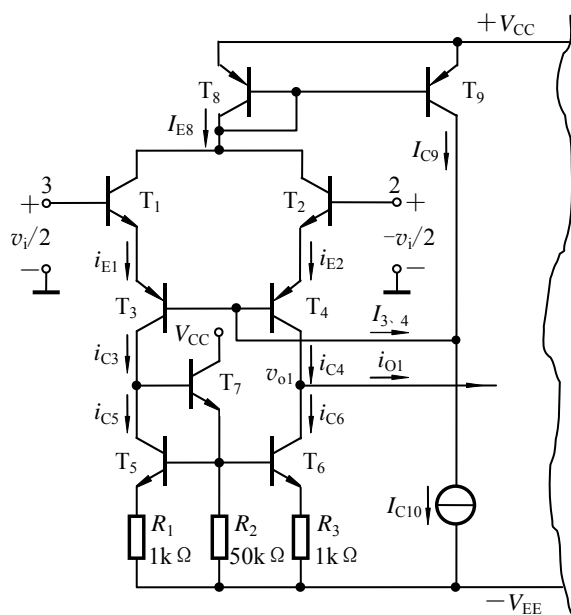 +V_CC
T_8
T_9
I_E8
I_C9
3
2
T_1
T_2
+
+
v_i/2
−v_i/2
−
−
i_E1
i_E2
T_3
T_4
I_3、4
V_CC
i_C3
T_7
v_o1
i_C4
i_O1
i_C5
i_C6
T_5
T_6
I_C10
R_1
R_2
R_3
1kΩ
50kΩ
1kΩ
−V_EE